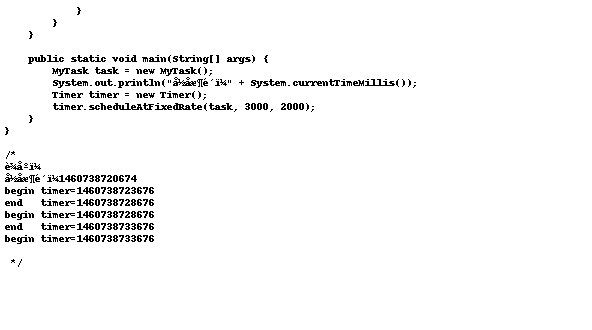 }
}
}
public static void main(String[] args) {
MyTask task = new MyTask();
System.out.println("å½åæ¶é´ï¼" + System.currentTimeMillis());
Timer timer = new Timer();
timer.scheduleAtFixedRate(task, 3000, 2000);
}
}
/*
è¾åºï¼
å½åæ¶é´ï¼1460738720674
begin timer=1460738723676
end   timer=1460738728676
begin timer=1460738728676
end   timer=1460738733676
begin timer=1460738733676
*/